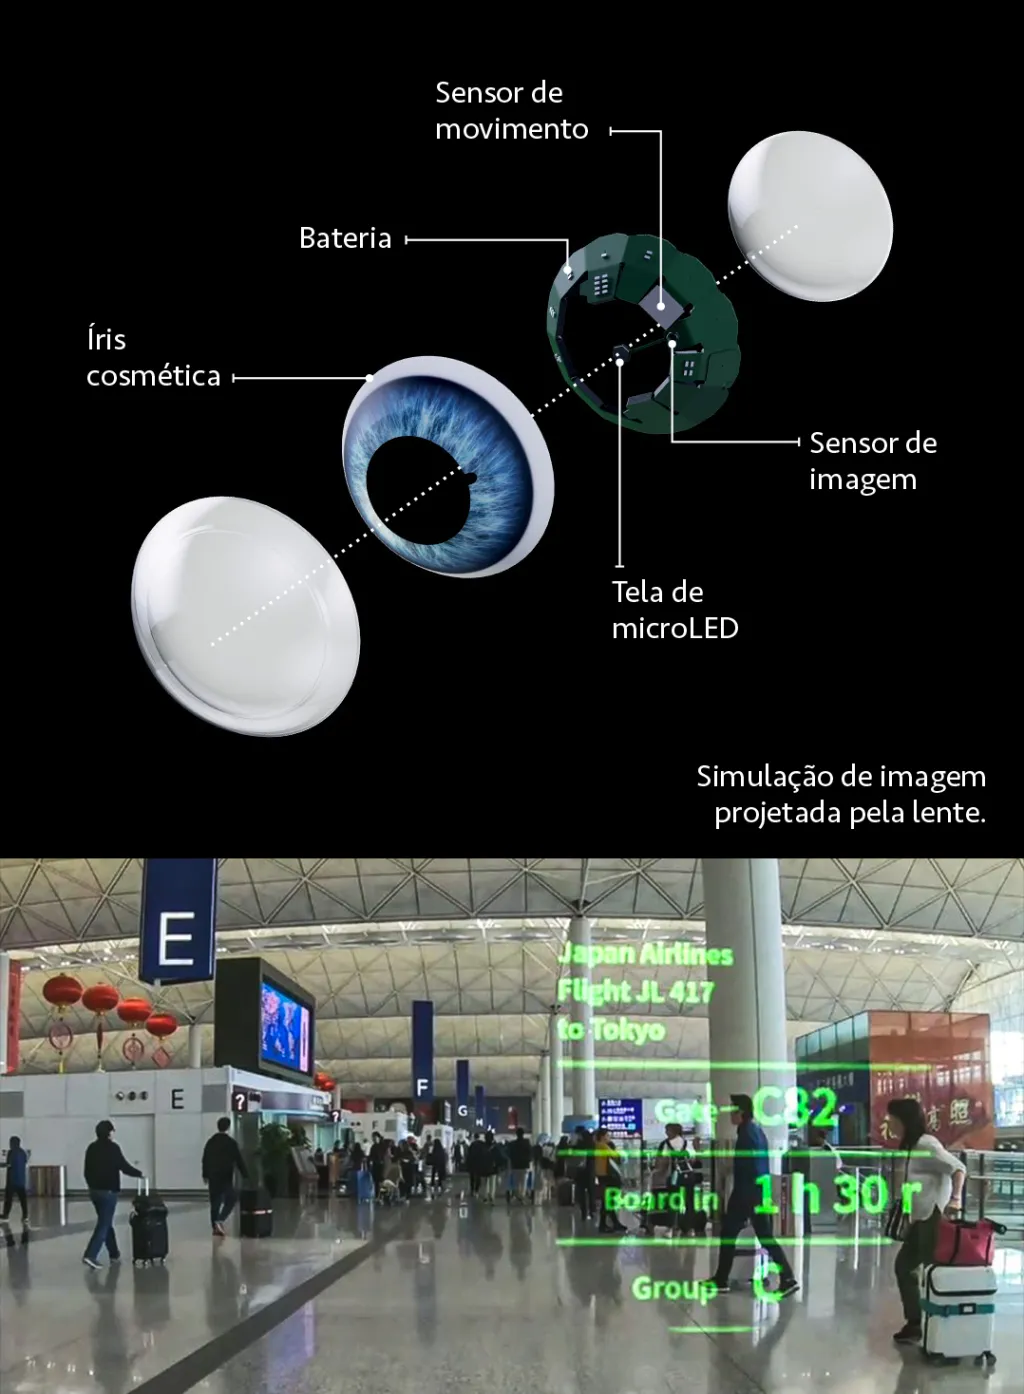 Sensor de
movimento
Bateria
Íris
cosmética
Sensor de
imagem
Tela de
microLED
Simulação de imagem
projetada pela lente.
E
Japan Airlines
Flight JL 417
to Tokyo
F
E
?
?
G
H
Gate
C82
Board in
1 h 30 r
Group
C